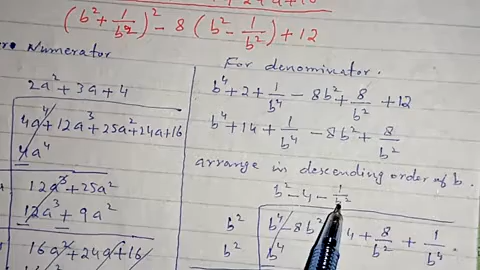 (b² + 1/b²)² - 8 (b² - 1/b²) + 12
Numerator
2a² + 3a + 4
4a⁴ + 12a³ + 25a² + 24a + 16
4a⁴
12a³ + 25a²
12a³ + 9a²
16a² + 24a + 16
For denominator.
b⁴ + 2 + 1/b⁴ - 8b² + 8/b² + 12
b⁴ + 14 + 1/b⁴ - 8b² + 8/b²
arrange in descending order of b.
b² - 4 - 1/b²
b² b⁴ - 8b² 4 + 8/b² + 1/b⁴
b² b⁴